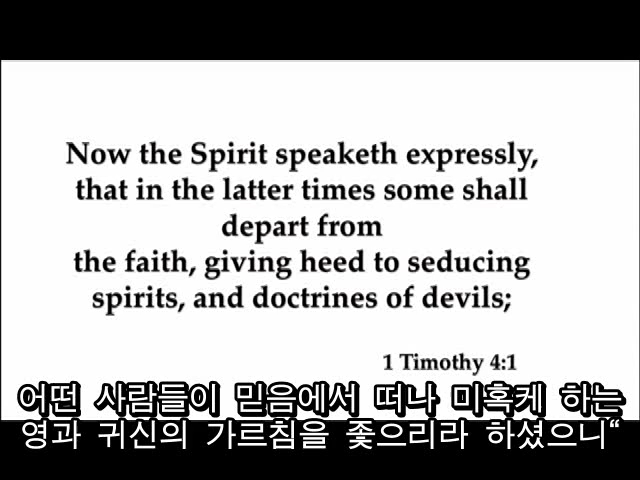 Now the Spirit speaketh expressly,
that in the latter times some shall
depart from
the faith, giving heed to seducing
spirits, and doctrines of devils;
1 Timothy 4:1
어떤 사람들이 믿음에서 떠나 미혹케 하는
영과 귀신의 가르침을 좇으리라 하셨으니“